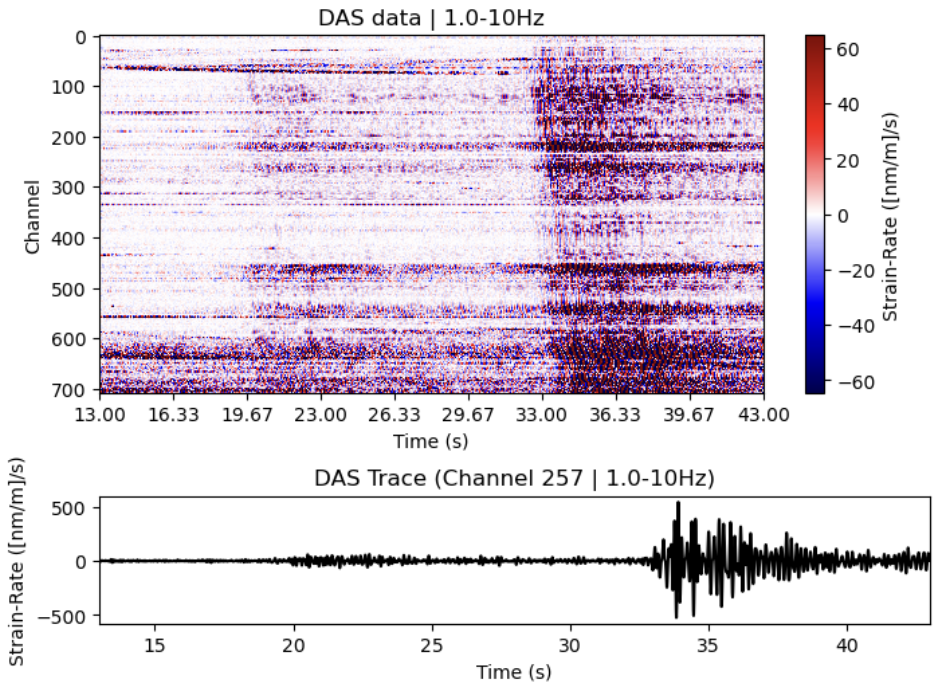 DAS data | 1.0-10Hz
0
100
200
300
400
500
600
700
Channel
13.00 16.33 19.67 23.00 26.33 29.67 33.00 36.33 39.67 43.00
Time (s)
60
40
20
0
−20
−40
−60
Strain-Rate ([nm/m]/s)
DAS Trace (Channel 257 | 1.0-10Hz)
500
0
−500
Strain-Rate ([nm/m]/s)
15 20 25 30 35 40
Time (s)